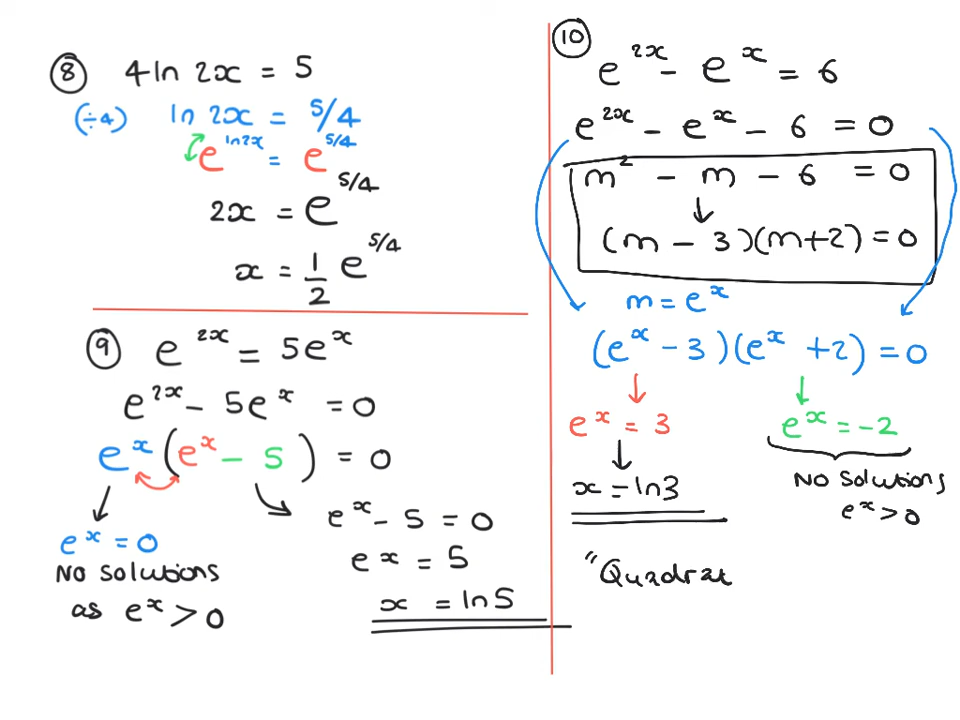 ⑧ 4ln 2x = 5
(÷4) ln 2x = 5/4
e^{ln2x} = e^{5/4}
2x = e^{5/4}
x = 1/2 e^{5/4}
⑨ e^{2x} = 5e^x
e^{2x} - 5e^x = 0
e^x(e^x - 5) = 0
e^x = 0
No solutions
as e^x > 0
e^x - 5 = 0
e^x = 5
x = ln5
⑩ e^{2x} - e^x = 6
e^{2x} - e^x - 6 = 0
m² - m - 6 = 0
↓
(m - 3)(m+2) = 0
m = e^x
(e^x - 3)(e^x + 2) = 0
e^x = 3
x = ln3
e^x = -2
No solutions
e^x > 0
"Quadrat